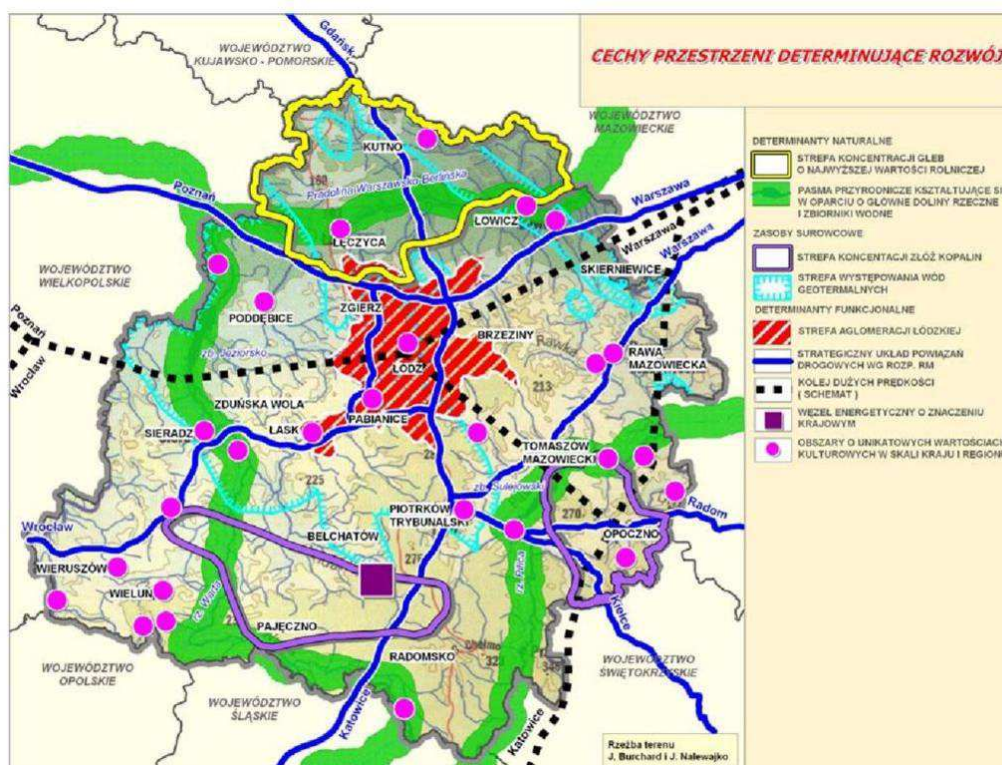 CECHY PRZESTRZENI DETERMINUJĄCE ROZWÓJ
WOJEWÓDZTWO
KUJAWSKO - POMORSKIE
Gdańsk
WOJEWÓDZTWO
MAZOWIECKIE
KUTNO
160
Pradolina Warszawsko Berlińska
Poznań
ŁOWICZ
Warszawa
Warszawa
Warszawa
ŁĘCZYCA
SKIERNIEWICE
WOJEWÓDZTWO
WIELKOPOLSKIE
ZGIERZ
PODDĘBICE
BRZEZINY
Rawka
Poznań
Wrocław
zb. Jeziorsko
ŁÓDŹ
RAWA
MAZOWIECKA
213
ZDUŃSKA WOLA
PABIANICE
SIERADZ
ŁASK
TOMASZÓW
MAZOWIECKI
225
zb. Sulejowski
PIOTRKÓW
TRYBUNALSKI
270
Radom
Wrocław
BEŁCHATÓW
OPOCZNO
WIERUSZÓW
WIELUŃ
rz. Warta
rz. Pilica
Kielce
PAJĘCZNO
RADOMSKO
WOJEWÓDZTWO
OPOLSKIE
WOJEWÓDZTWO
ŚWIĘTOKRZYSKIE
WOJEWÓDZTWO
ŚLĄSKIE
Katowice
Katowice
Rzeźba terenu
J. Burchard i J. Nalewajko
DETERMINANTY NATURALNE
STREFA KONCENTRACJI GLEB
O NAJWYŻSZEJ WARTOŚCI ROLNICZEJ
PASMA PRZYRODNICZE KSZTAŁTUJĄCE SI
W OPARCIU O GŁÓWNE DOLINY RZECZNE
I ZBIORNIKI WODNE
ZASOBY SUROWCOWE
STREFA KONCENTACJI ZŁÓŻ KOPALIN
STREFA WYSTĘPOWANIA WÓD
GEOTERMALNYCH
DETERMINANTY FUNKCJONALNE
STREFA AGLOMERACJI ŁÓDZKIEJ
STRATEGICZNY UKŁAD POWIĄZAŃ
DROGOWYCH WG ROZP. RM
KOLEJ DUŻYCH PRĘDKOŚCI
( SCHEMAT )
WĘZEŁ ENERGETYCZNY O ZNACZENIU
KRAJOWYM
OBSZARY O UNIKATOWYCH WARTOŚCIACH
KULTUROWYCH W SKALI KRAJU I REGION